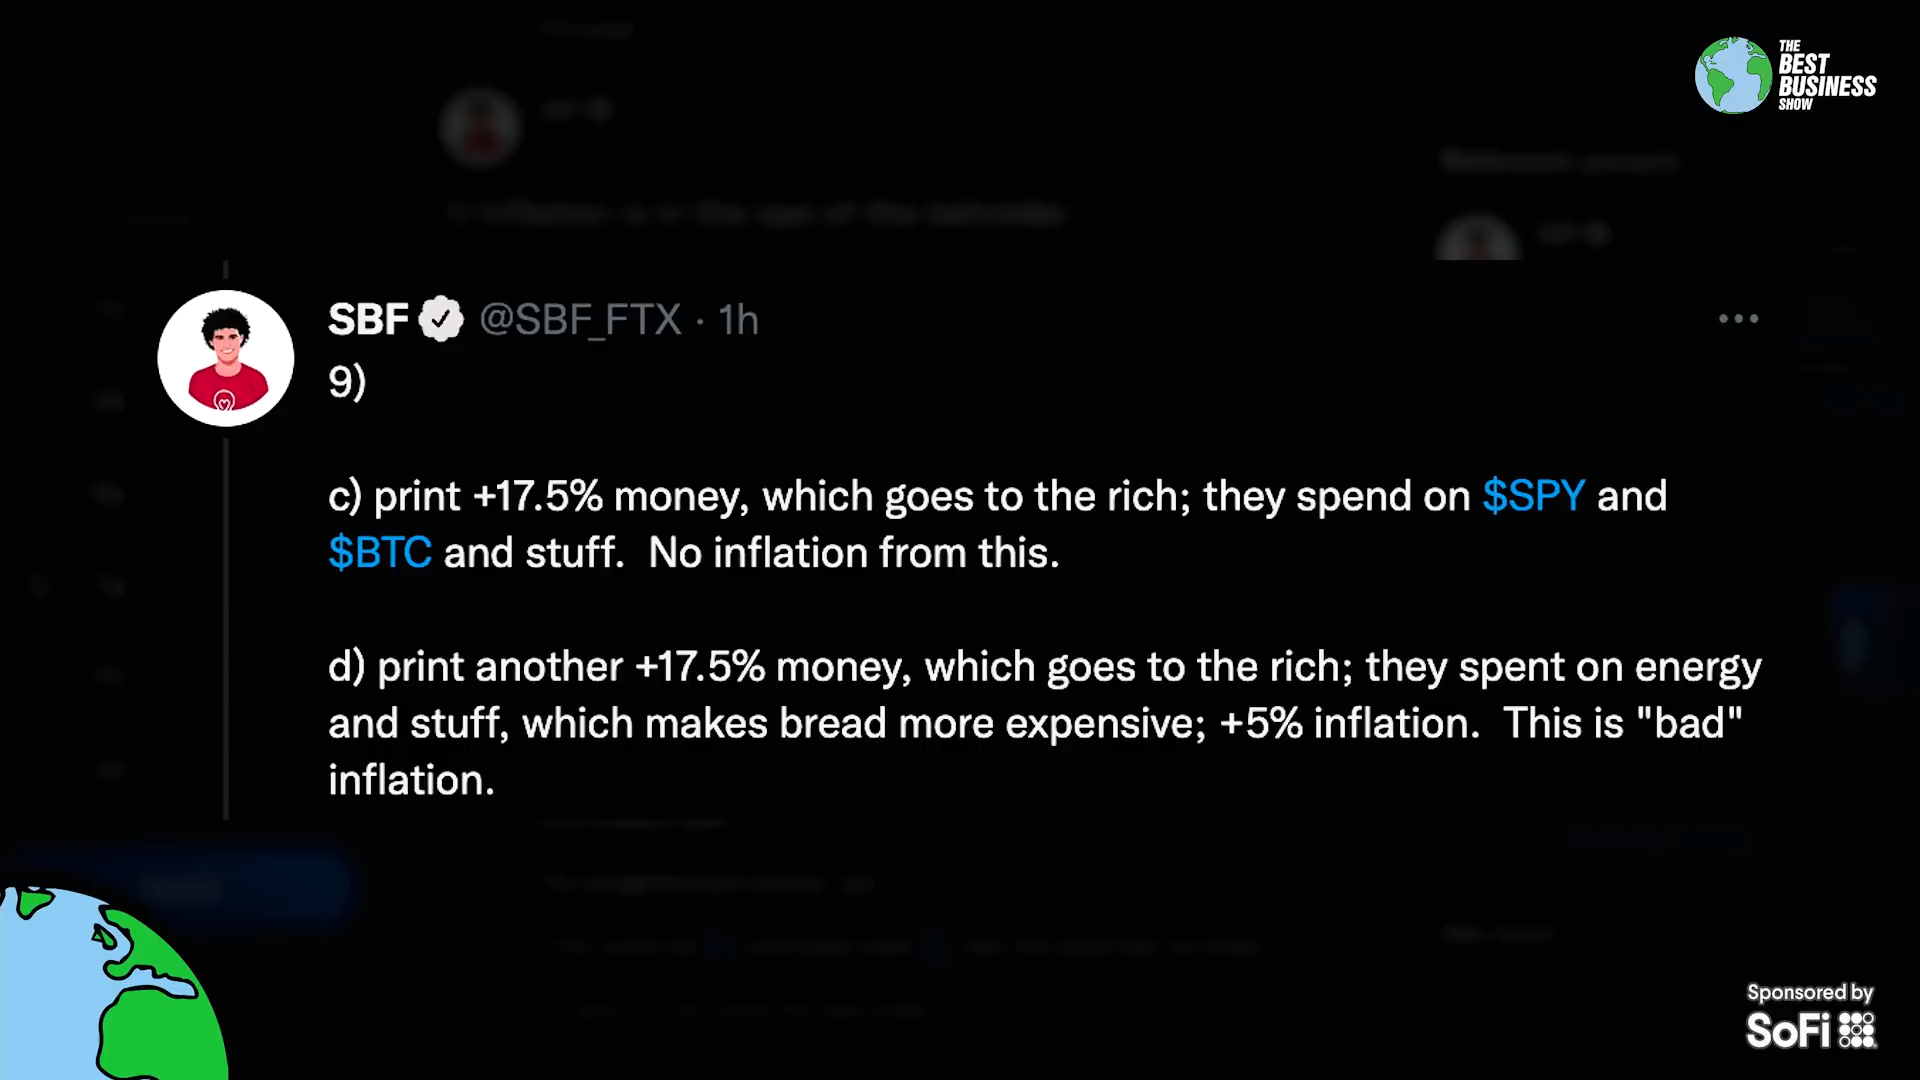 THE
BEST
BUSINESS
SHOW
SBF @SBF_FTX · 1h
9)
c) print +17.5% money, which goes to the rich; they spend on $SPY and
$BTC and stuff.  No inflation from this.
d) print another +17.5% money, which goes to the rich; they spent on energy
and stuff, which makes bread more expensive; +5% inflation.  This is "bad"
inflation.
Sponsored by
SoFi